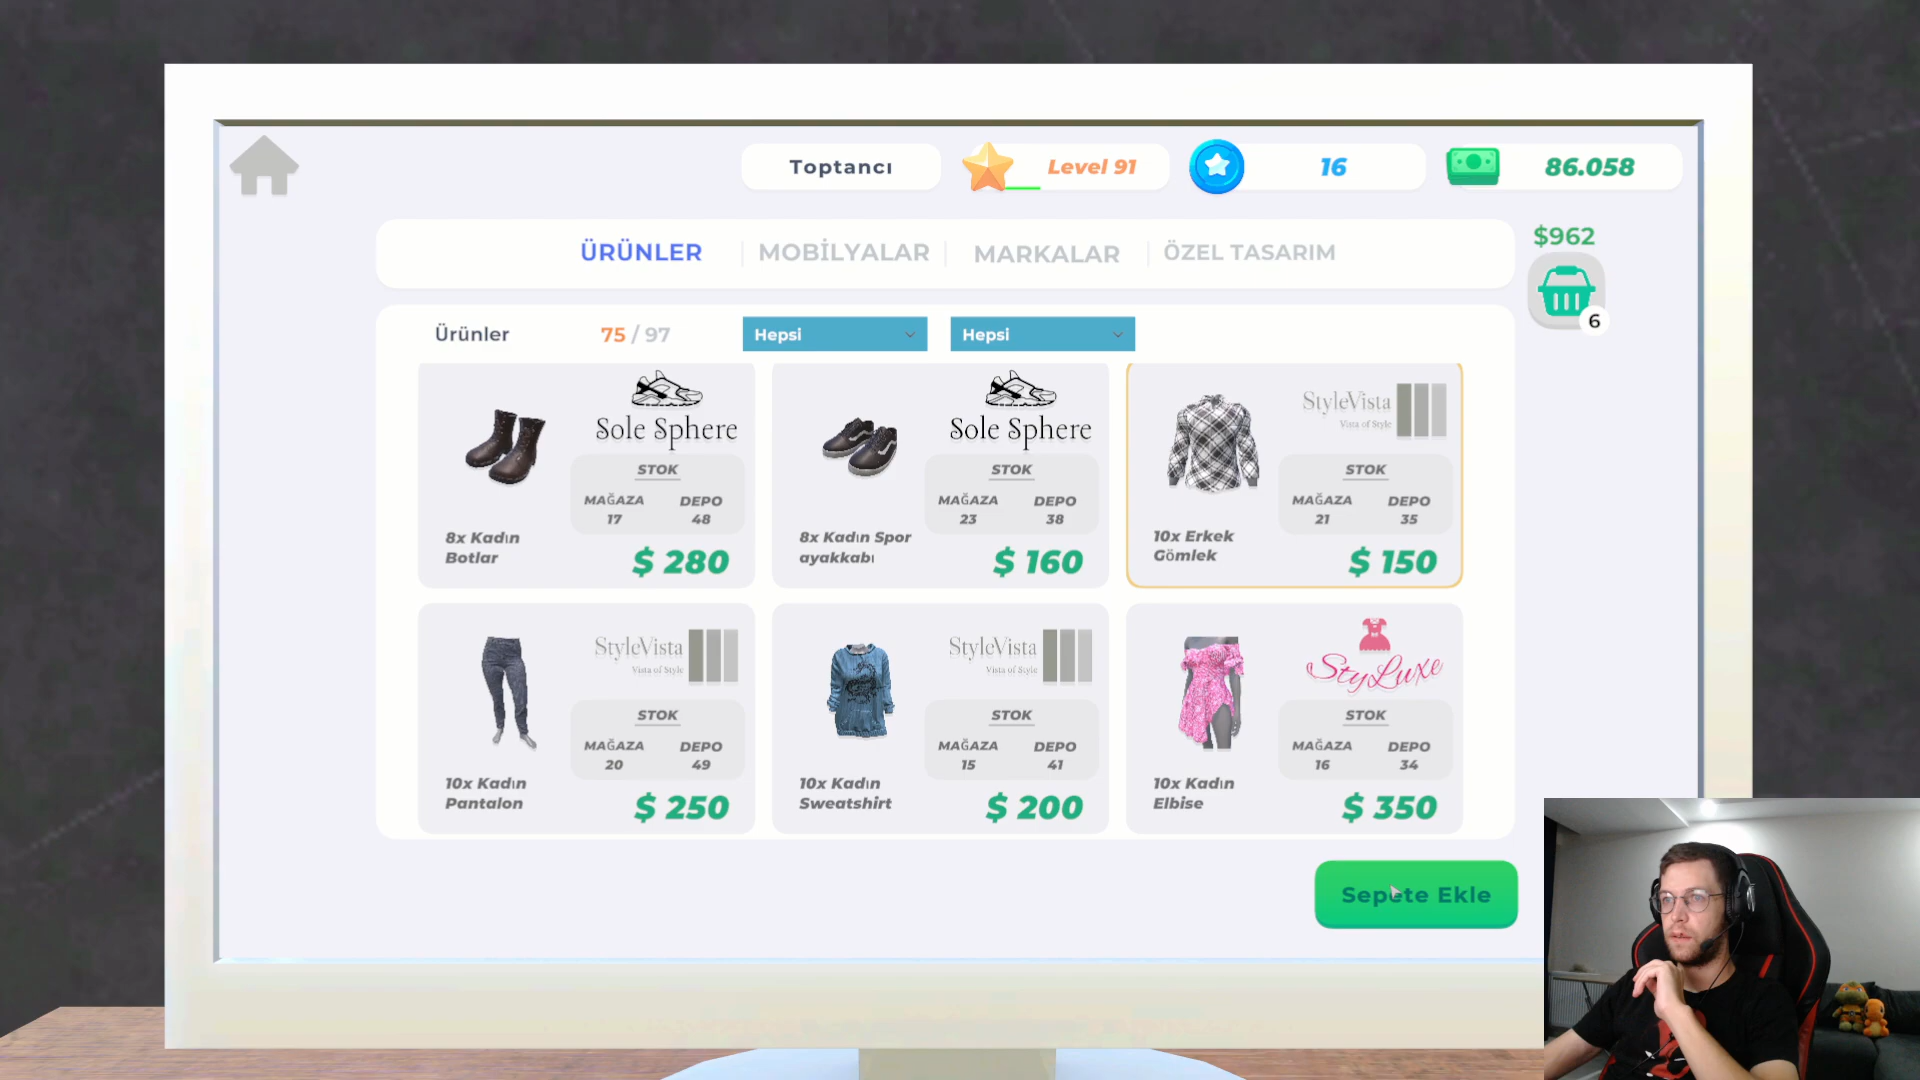 Toptancı
Level 91
16
86.058
ÜRÜNLER
MOBİLYALAR
MARKALAR
ÖZEL TASARIM
$962
6
Ürünler
75 / 97
Hepsi
Hepsi
Sole Sphere
STOK
MAĞAZA DEPO
17 48
8x Kadın
Botlar
$ 280
Sole Sphere
STOK
MAĞAZA DEPO
23 38
8x Kadın Spor
ayakkabı
$ 160
StyleVista
Vista of Style
STOK
MAĞAZA DEPO
21 35
10x Erkek
Gömlek
$ 150
StyleVista
Vista of Style
STOK
MAĞAZA DEPO
20 49
10x Kadın
Pantalon
$ 250
StyleVista
Vista of Style
STOK
MAĞAZA DEPO
15 41
10x Kadın
Sweatshirt
$ 200
StyLuxe
STOK
MAĞAZA DEPO
16 34
10x Kadın
Elbise
$ 350
Sepete Ekle